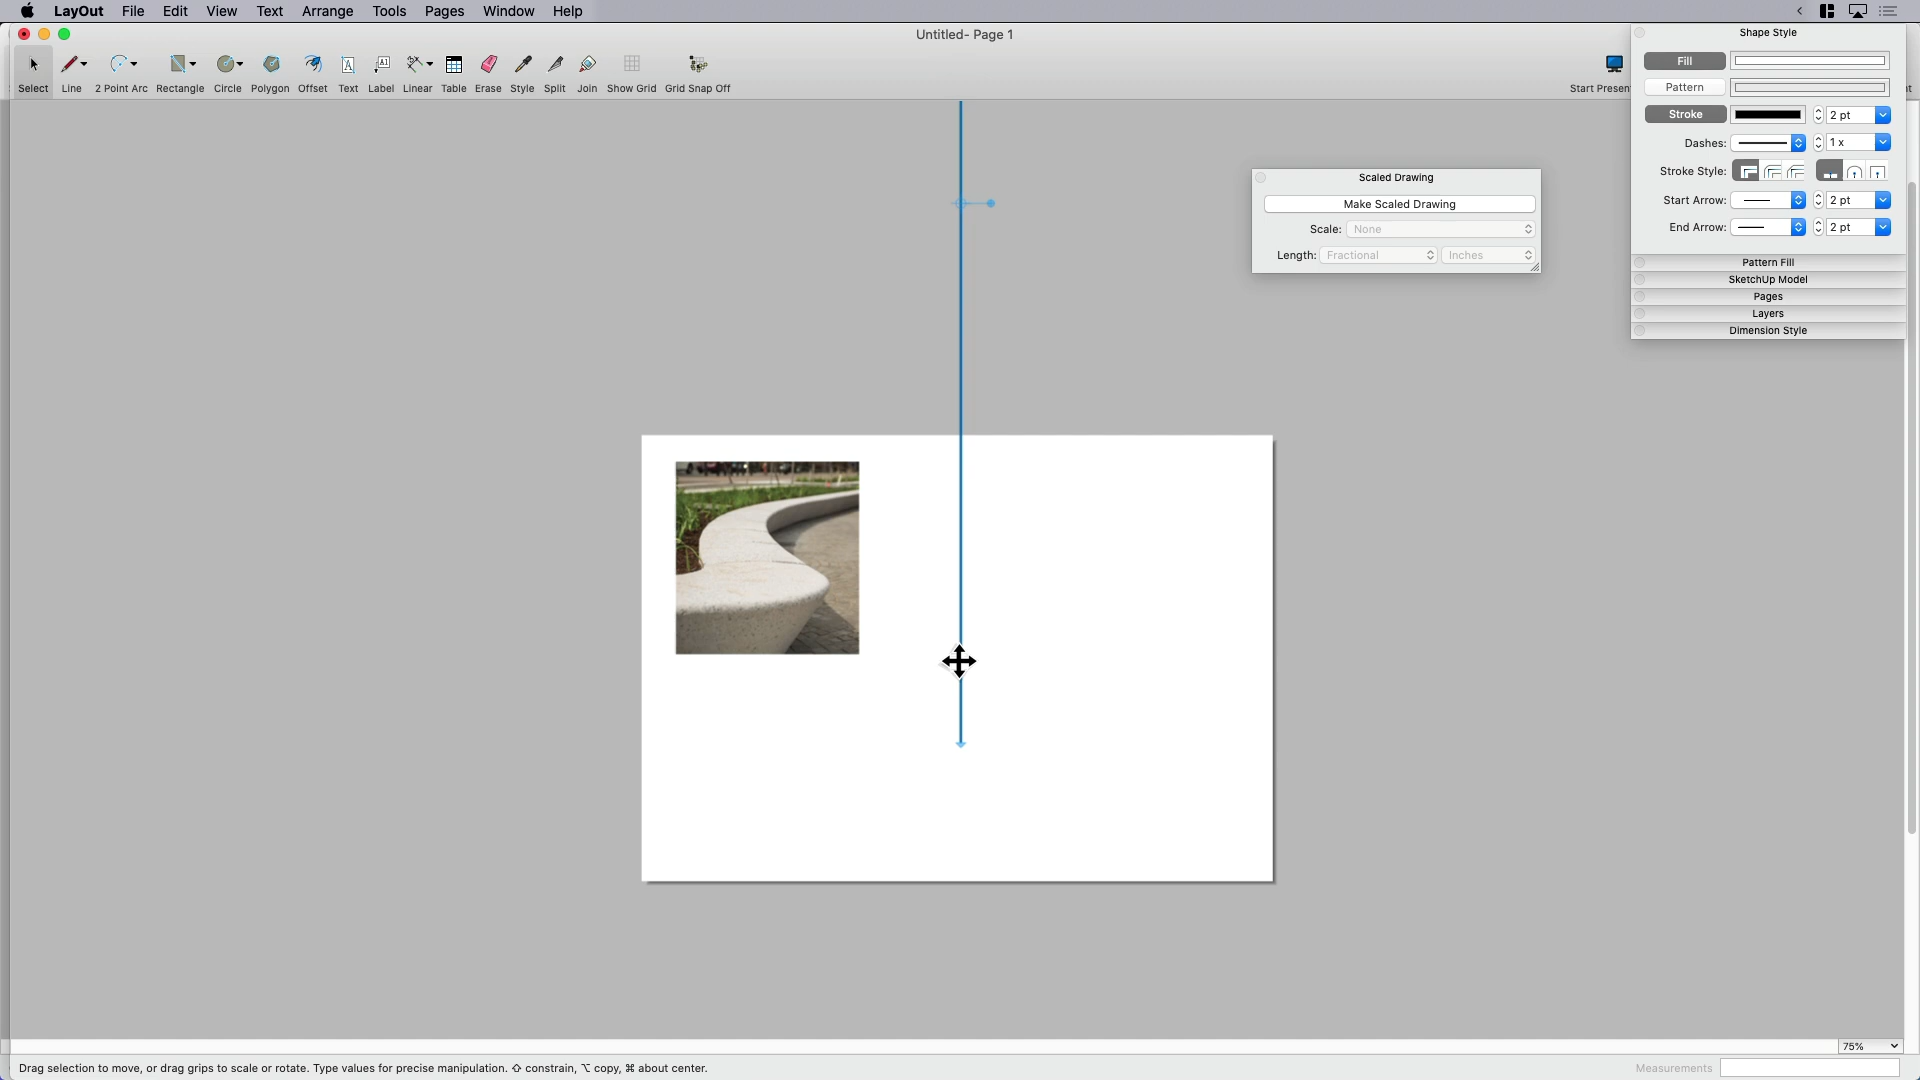 LayOut File Edit View Text Arrange Tools Pages Window Help
Untitled- Page 1
Select Line 2 Point Arc Rectangle Circle Polygon Offset Text Label Linear Table Erase Style Split Join Show Grid Grid Snap Off Start Presen
Shape Style
Fill
Pattern
Stroke 2 pt
Dashes: 1 x
Stroke Style:
Start Arrow: 2 pt
End Arrow: 2 pt
Pattern Fill
SketchUp Model
Pages
Layers
Dimension Style
Scaled Drawing
Make Scaled Drawing
Scale: None
Length: Fractional Inches
75%
Drag selection to move, or drag grips to scale or rotate. Type values for precise manipulation. ⇧ constrain, ⌥ copy, ⌘ about center.
Measurements